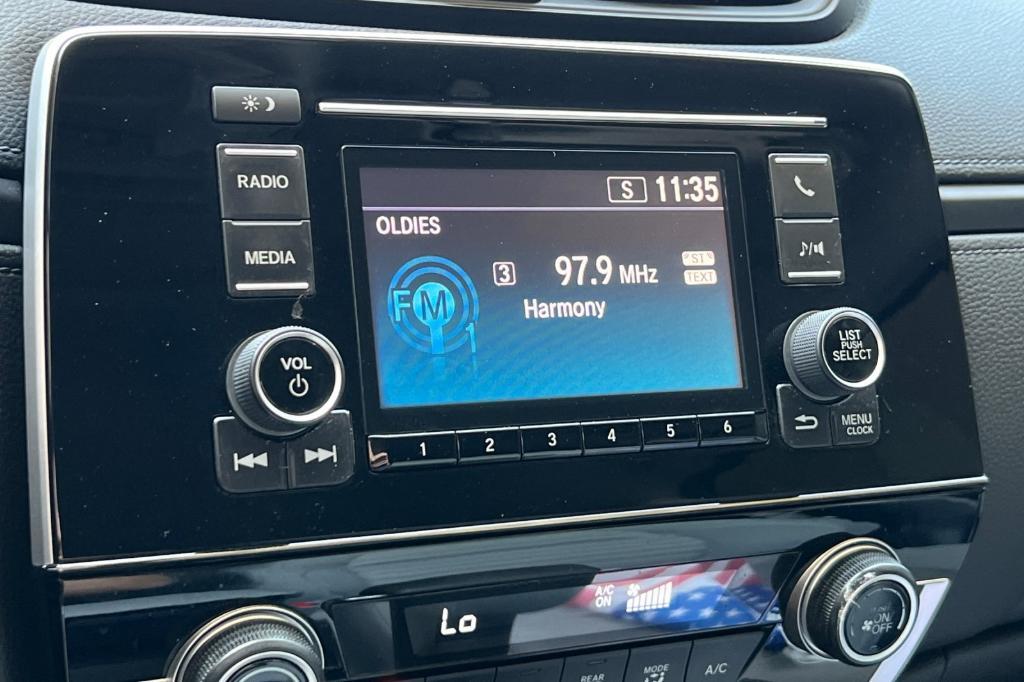 RADIO
MEDIA
VOL
S 11:35
OLDIES
FM 1
3 97.9 MHz ST
TEXT
Harmony
1 2 3 4 5 6
LIST
PUSH
SELECT
MENU
CLOCK
Lo
A/C
ON
REAR
MODE
A/C
ON/
OFF